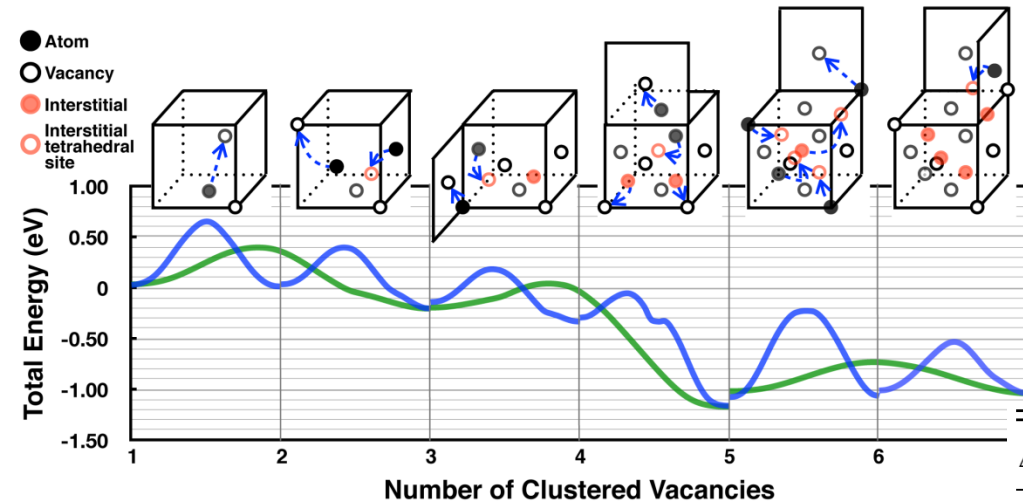 Atom
Vacancy
Interstitial
Interstitial
tetrahedral
site
Total Energy (eV)
1.00
0.50
0
-0.50
-1.00
-1.50
1 2 3 4 5 6
Number of Clustered Vacancies